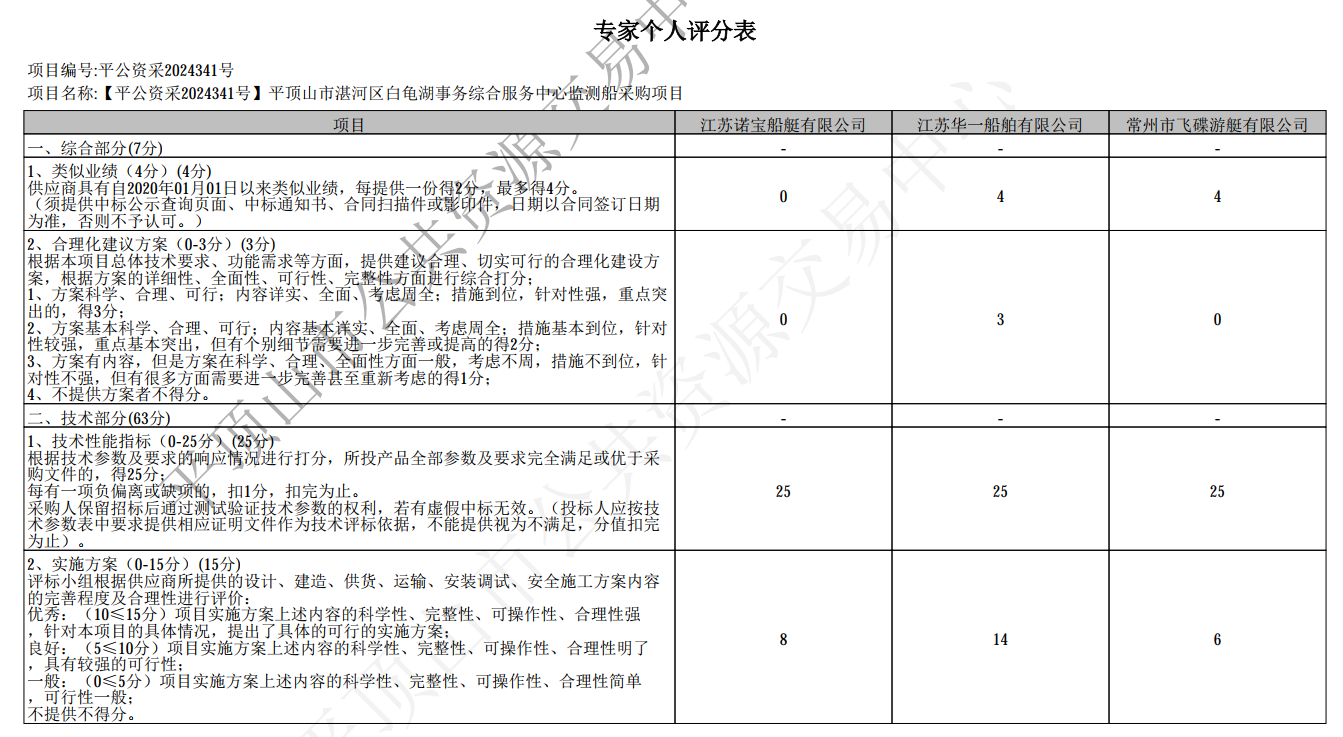 专家个人评分表
项目编号:平公资采2024341号
项目名称:【平公资采2024341号】平顶山市湛河区白龟湖事务综合服务中心监测船采购项目
项目 江苏诺宝船艇有限公司 江苏华一船舶有限公司 常州市飞碟游艇有限公司
一、综合部分(7分) - - -
1、类似业绩（4分）(4分)
供应商具有自2020年01月01日以来类似业绩，每提供一份得2分，最多得4分。
（须提供中标公示查询页面、中标通知书、合同扫描件或影印件，日期以合同签订日期
为准，否则不予认可。）
0 4 4
2、合理化建议方案（0-3分）(3分)
根据本项目总体技术要求、功能需求等方面，提供建议合理、切实可行的合理化建设方
案，根据方案的详细性、全面性、可行性、完整性方面进行综合打分；
1、方案科学、合理、可行；内容详实、全面、考虑周全；措施到位，针对性强，重点突
出的，得3分；
2、方案基本科学、合理、可行；内容基本详实、全面、考虑周全；措施基本到位，针对
性较强，重点基本突出，但有个别细节需要进一步完善或提高的得2分；
3、方案有内容，但是方案在科学、合理、全面性方面一般，考虑不周，措施不到位，针
对性不强，但有很多方面需要进一步完善甚至重新考虑的得1分；
4、不提供方案者不得分。
0 3 0
二、技术部分(63分) - - -
1、技术性能指标（0-25分）(25分)
根据技术参数及要求的响应情况进行打分，所投产品全部参数及要求完全满足或优于采
购文件的，得25分；
每有一项负偏离或缺项的，扣1分，扣完为止。
采购人保留招标后通过测试验证技术参数的权利，若有虚假中标无效。（投标人应按技
术参数表中要求提供相应证明文件作为技术评标依据，不能提供视为不满足，分值扣完
为止）。
25 25 25
2、实施方案（0-15分）(15分)
评标小组根据供应商所提供的设计、建造、供货、运输、安装调试、安全施工方案内容
的完善程度及合理性进行评价：
优秀：（10≤15分）项目实施方案上述内容的科学性、完整性、可操作性、合理性强
，针对本项目的具体情况，提出了具体的可行的实施方案；
良好：（5≤10分）项目实施方案上述内容的科学性、完整性、可操作性、合理性明了
，具有较强的可行性；
一般：（0≤5分）项目实施方案上述内容的科学性、完整性、可操作性、合理性简单
，可行性一般；
不提供不得分。
8 14 6
平顶山市公共资源交易中
平顶山市公共资源交易中心